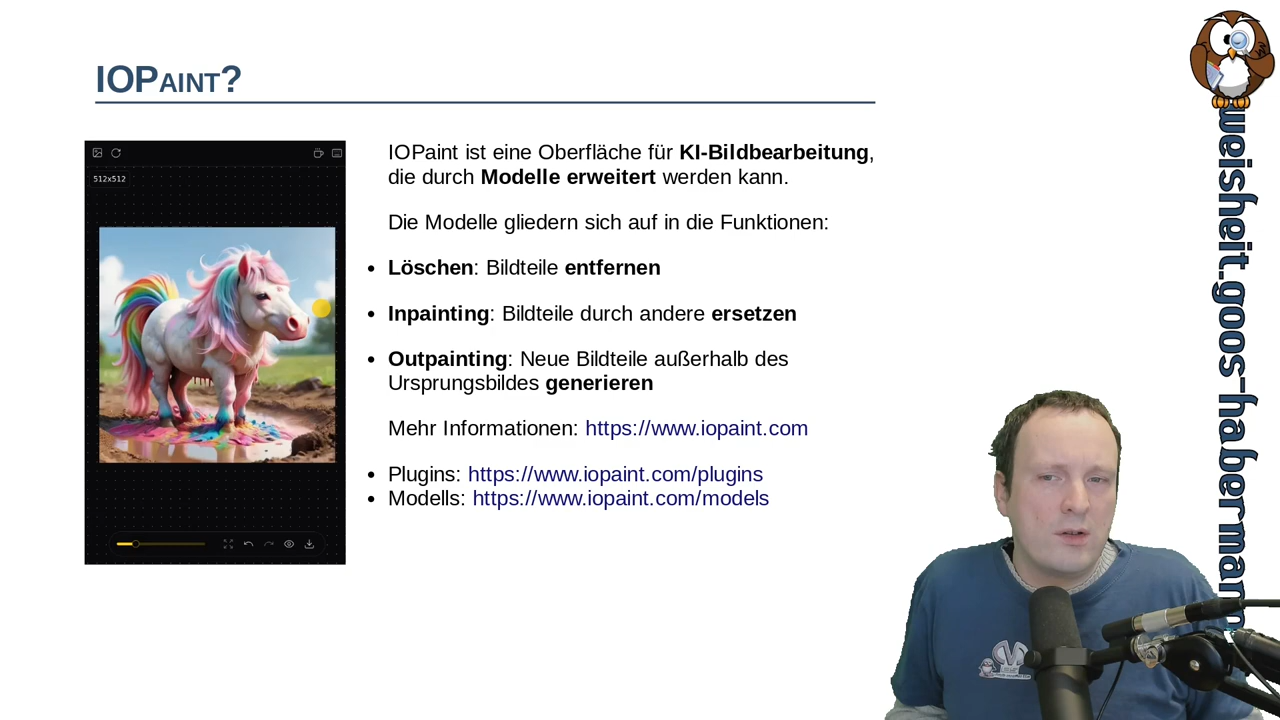 IOPAINT?
512x512
IOPaint ist eine Oberfläche für KI-Bildbearbeitung,
die durch Modelle erweitert werden kann.
Die Modelle gliedern sich auf in die Funktionen:
• Löschen: Bildteile entfernen
• Inpainting: Bildteile durch andere ersetzen
• Outpainting: Neue Bildteile außerhalb des
Ursprungsbildes generieren
Mehr Informationen: https://www.iopaint.com
• Plugins: https://www.iopaint.com/plugins
• Modells: https://www.iopaint.com/models
weisheit.goos-habermann